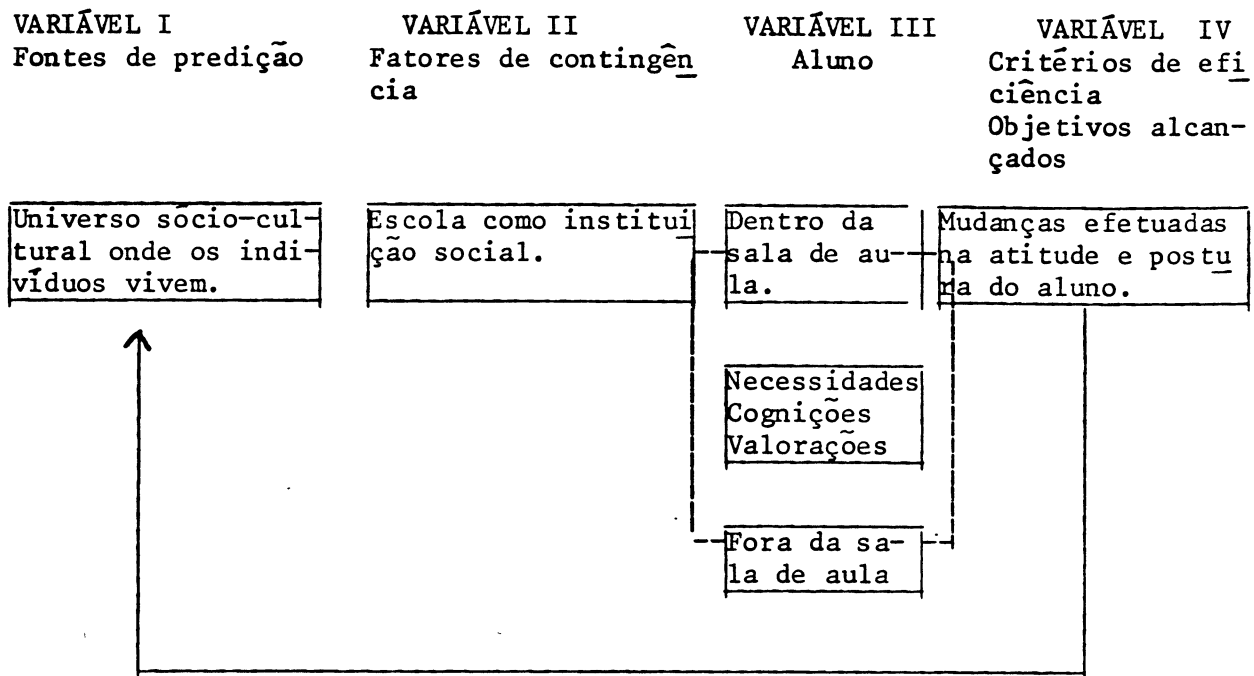 VARIÁVEL I
Fontes de predição
VARIÁVEL II
Fatores de contingên
cia
VARIÁVEL III
Aluno
VARIÁVEL IV
Critérios de efi
ciência
Objetivos alcan-
çados
Universo sócio-cul-
tural onde os indi-
víduos vivem.
Escola como institui
ção social.
Dentro da
sala de au-
la.
Mudanças efetuadas
na atitude e postu
ra do aluno.
Necessidades
Cognições
Valorações
Fora da sa-
la de aula